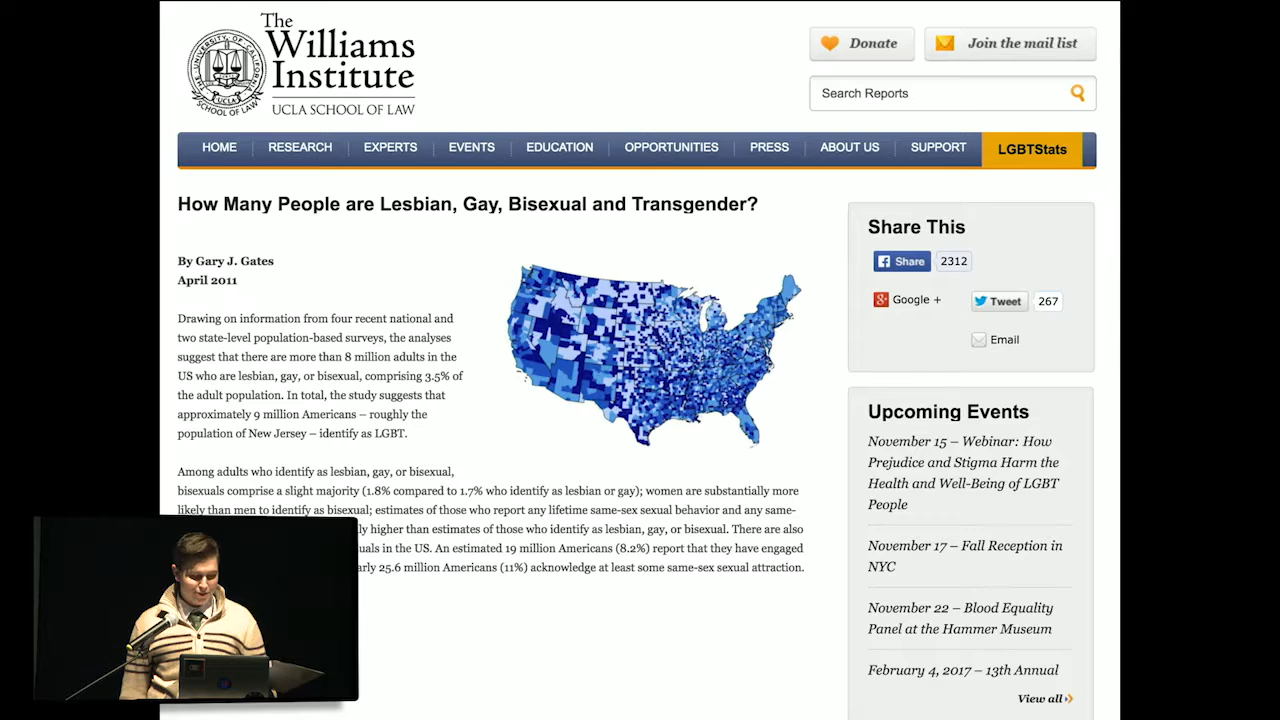 The
Williams
Institute
UCLA SCHOOL OF LAW
UNIVERSITY OF CALIFORNIA
UCLA
SCHOOL OF LAW
Donate
Join the mail list
Search Reports
HOME
RESEARCH
EXPERTS
EVENTS
EDUCATION
OPPORTUNITIES
PRESS
ABOUT US
SUPPORT
LGBTStats
How Many People are Lesbian, Gay, Bisexual and Transgender?
By Gary J. Gates
April 2011
Drawing on information from four recent national and
two state-level population-based surveys, the analyses
suggest that there are more than 8 million adults in the
US who are lesbian, gay, or bisexual, comprising 3.5% of
the adult population. In total, the study suggests that
approximately 9 million Americans – roughly the
population of New Jersey – identify as LGBT.
Among adults who identify as lesbian, gay, or bisexual,
bisexuals comprise a slight majority (1.8% compared to 1.7% who identify as lesbian or gay); women are substantially more
likely than men to identify as bisexual; estimates of those who report any lifetime same-sex sexual behavior and any same-
higher than estimates of those who identify as lesbian, gay, or bisexual. There are also
in the US. An estimated 19 million Americans (8.2%) report that they have engaged
25.6 million Americans (11%) acknowledge at least some same-sex sexual attraction.
Share This
Share
2312
Google +
Tweet
267
Email
Upcoming Events
November 15 – Webinar: How
Prejudice and Stigma Harm the
Health and Well-Being of LGBT
People
November 17 – Fall Reception in
NYC
November 22 – Blood Equality
Panel at the Hammer Museum
February 4, 2017 – 13th Annual
View all